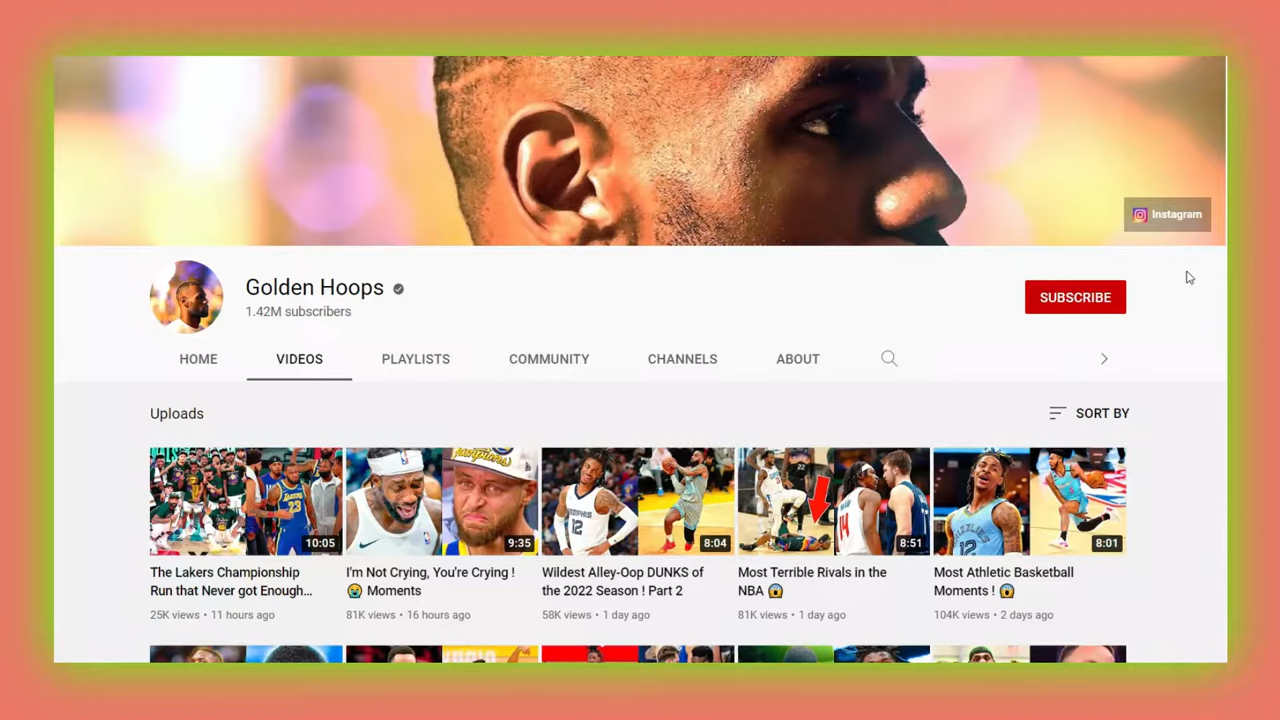 Instagram
Golden Hoops
1.42M subscribers
SUBSCRIBE
HOME VIDEOS PLAYLISTS COMMUNITY CHANNELS ABOUT
Uploads
SORT BY
23
12
14
12
10:05
9:35
8:04
8:51
8:01
The Lakers Championship
Run that Never got Enough...
25K views • 11 hours ago
I'm Not Crying, You're Crying !
😭 Moments
81K views • 16 hours ago
Wildest Alley-Oop DUNKS of
the 2022 Season ! Part 2
58K views • 1 day ago
Most Terrible Rivals in the
NBA 😱
81K views • 1 day ago
Most Athletic Basketball
Moments ! 😱
104K views • 2 days ago